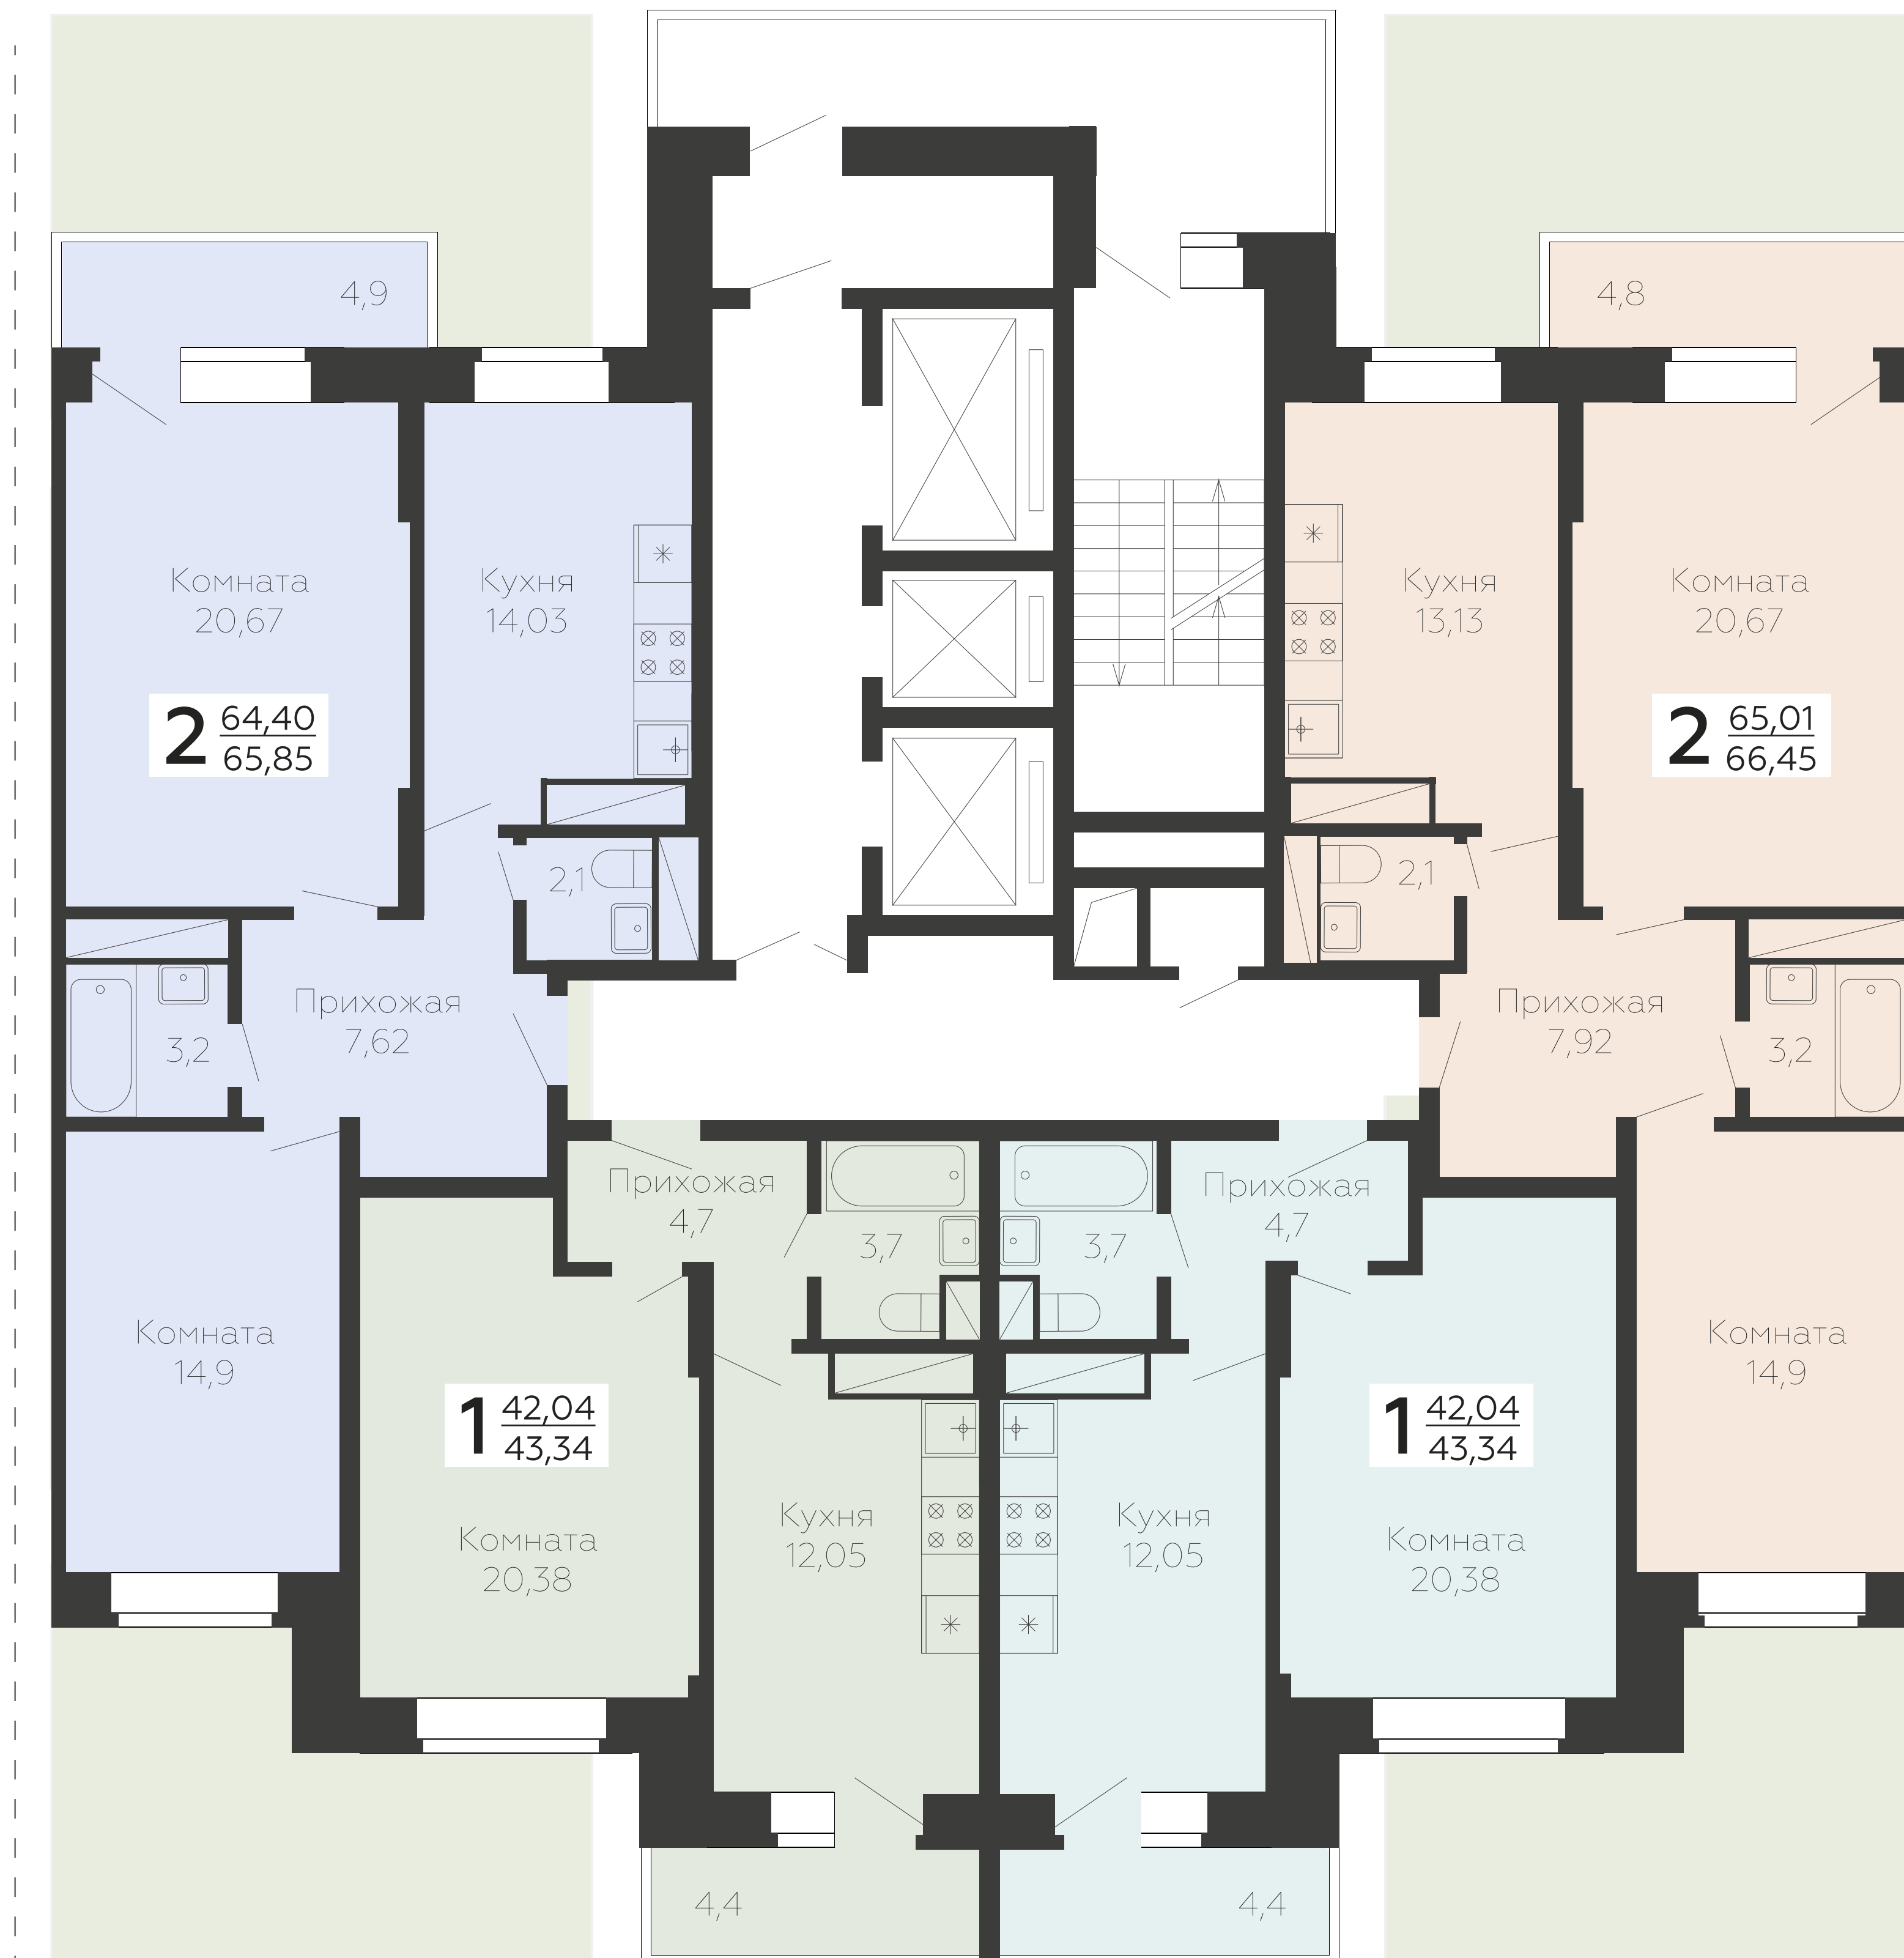 4,9
4,8
Комната
20,67
Кухня
14,03
Кухня
13,13
Комната
20,67
2
64,40
65,85
2
65,01
66,45
2,1
2,1
Прихожая
7,62
3,2
Прихожая
7,92
3,2
Прихожая
4,7
3,7
3,7
Прихожая
4,7
Комната
14,9
Комната
14,9
1
42,04
43,34
1
42,04
43,34
Комната
20,38
Кухня
12,05
Кухня
12,05
Комната
20,38
4,4
4,4